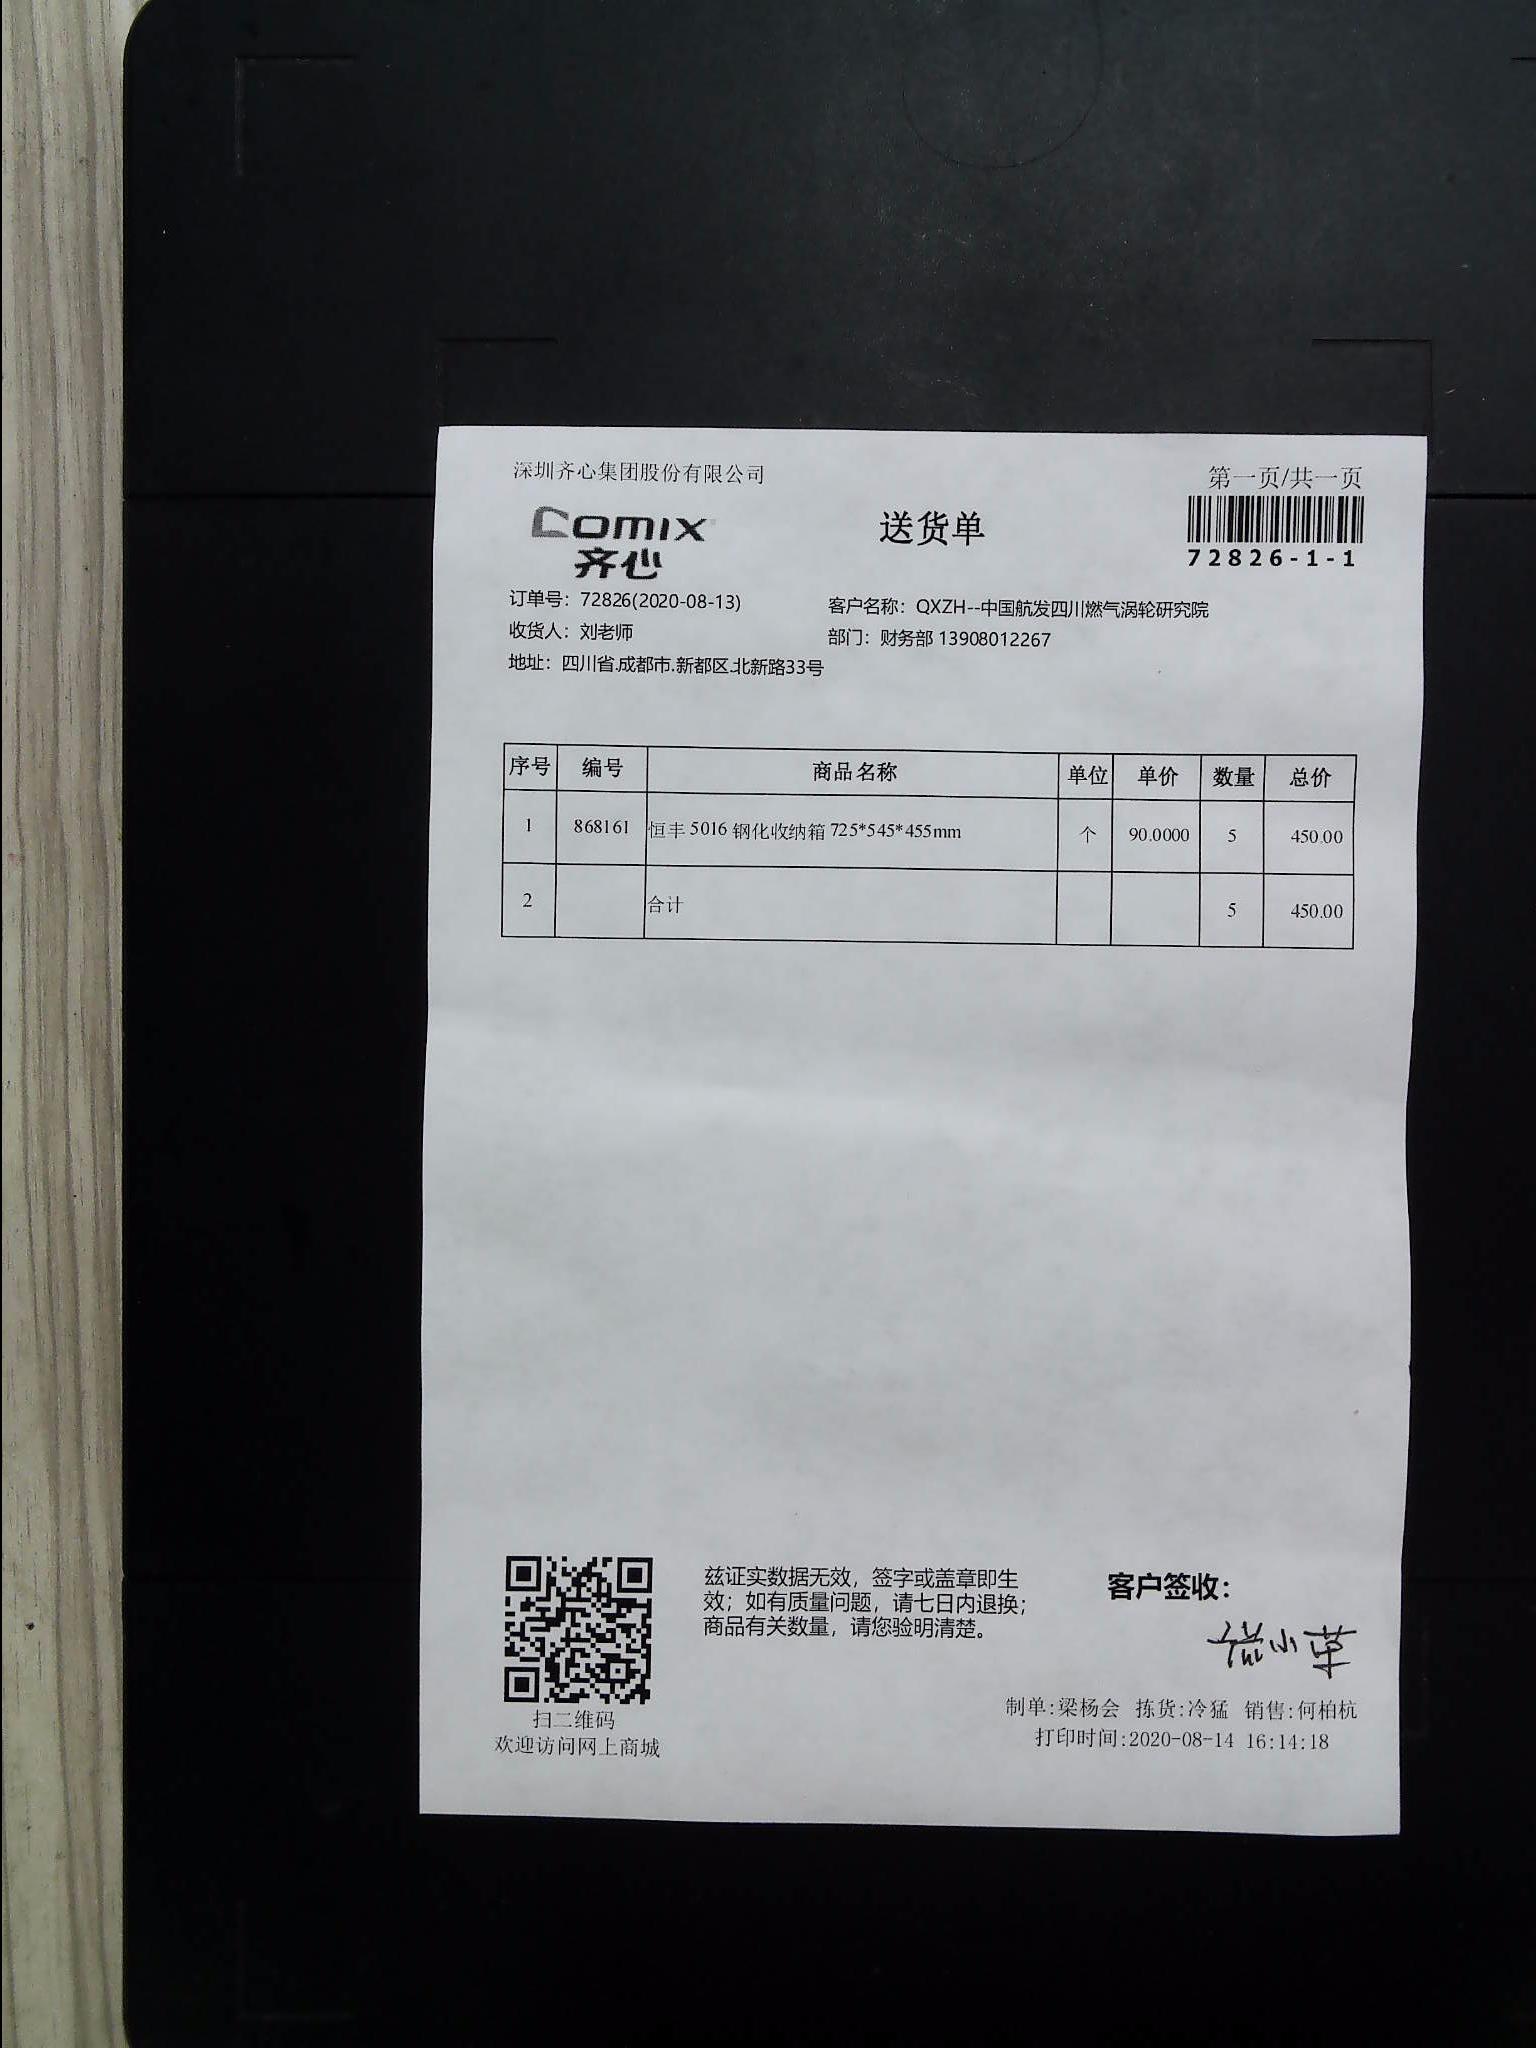 深圳齐心集团股份有限公司
第一页/共一页
comix
齐心
送货单
72826-1-1
订单号：72826(2020-08-13)
客户名称：QXZH--中国航发四川燃气涡轮研究院
收货人：刘老师
部门：财务部 13908012267
地址：四川省.成都市.新都区.北新路33号
序号 编号 商品名称 单位 单价 数量 总价
1 868161 恒丰 5016 钢化收纳箱 725*545*455mm 个 90.0000 5 450.00
2 合计 5 450.00
兹证实数据无效，签字或盖章即生
效；如有质量问题，请七日内退换；
商品有关数量，请您验明清楚。
客户签收：
制单:梁杨会 拣货:冷猛 销售:何柏杭
打印时间:2020-08-14 16:14:18
扫二维码
欢迎访问网上商城